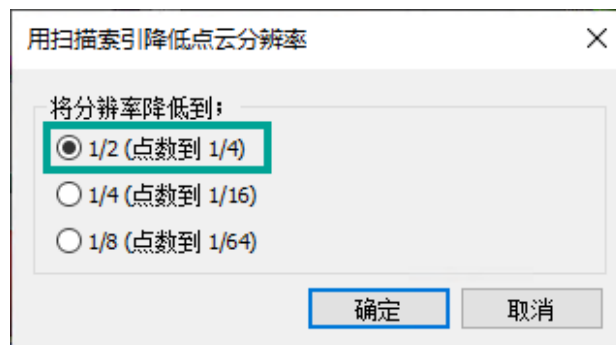 用扫描索引降低点云分辨率
将分辨率降低到；
1/2 (点数到 1/4)
1/4 (点数到 1/16)
1/8 (点数到 1/64)
确定 取消